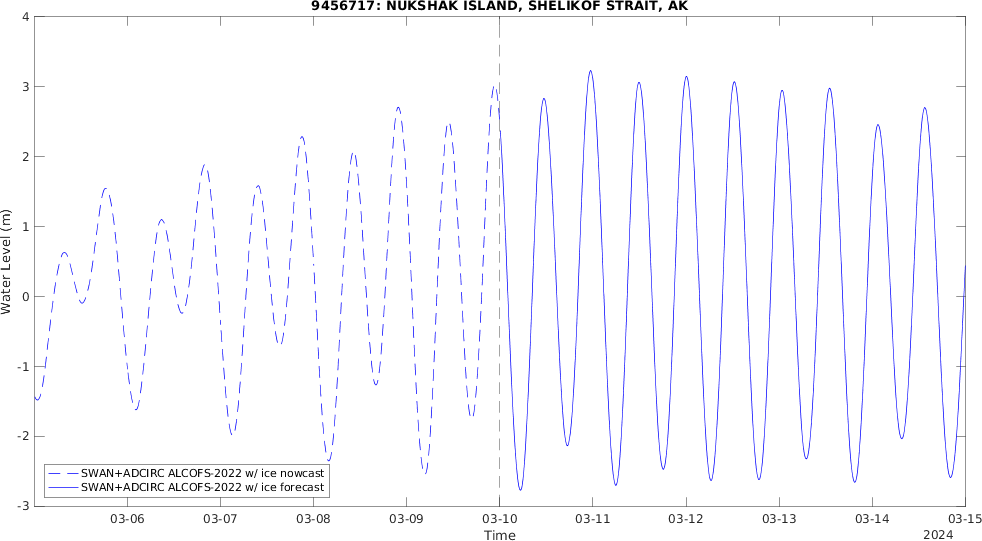 9456717: NUKSHAK ISLAND, SHELIKOF STRAIT, AK
Water Level (m)
4
3
2
1
0
-1
-2
-3
SWAN+ADCIRC ALCOFS-2022 w/ ice nowcast
SWAN+ADCIRC ALCOFS-2022 w/ ice forecast
03-06 03-07 03-08 03-09 03-10 03-11 03-12 03-13 03-14 03-15
Time
2024